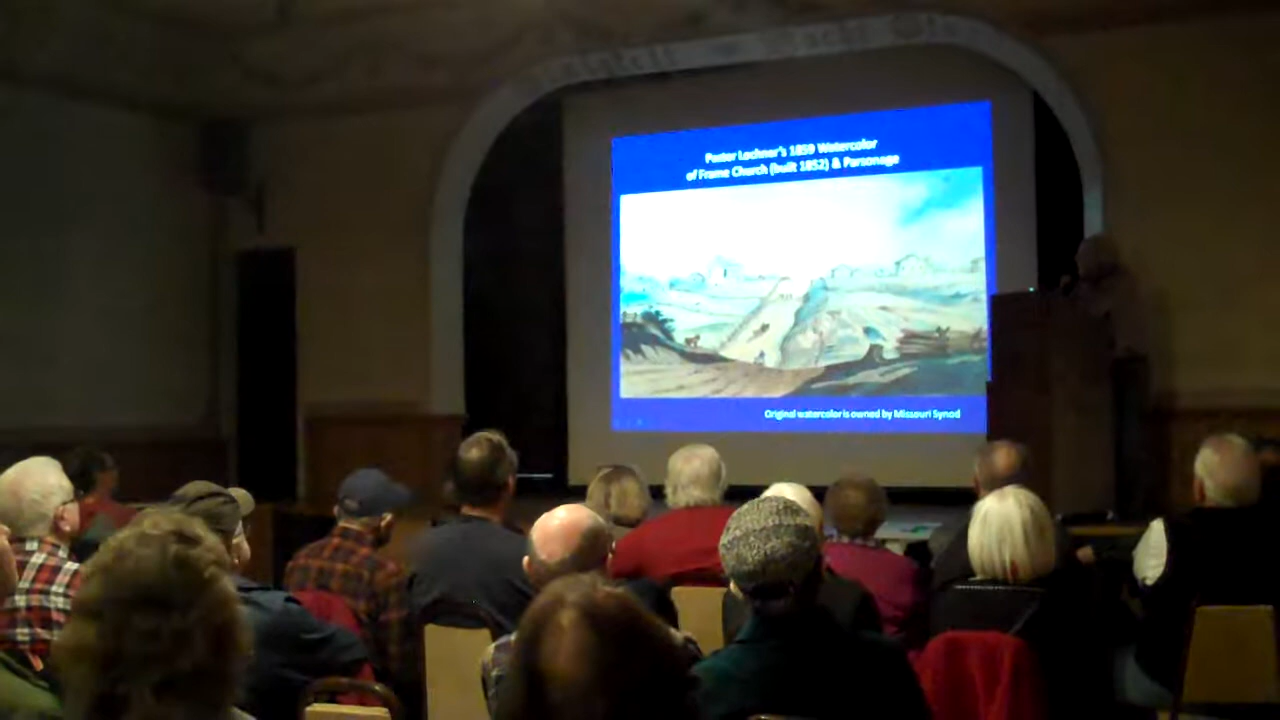 Pastor Lochner's 1859 Watercolor
of Frame Church (built 1852) & Parsonage
Original watercolor is owned by Missouri Synod